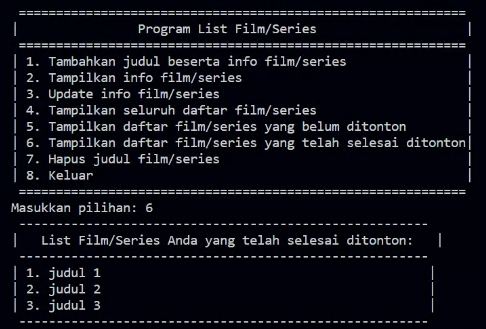 ============================================================
|                Program List Film/Series                    |
============================================================
| 1. Tambahkan judul beserta info film/series                |
| 2. Tampilkan info film/series                              |
| 3. Update info film/series                                 |
| 4. Tampilkan seluruh daftar film/series                    |
| 5. Tampilkan daftar film/series yang belum ditonton        |
| 6. Tampilkan daftar film/series yang telah selesai ditonton|
| 7. Hapus judul film/series                                 |
| 8. Keluar                                                  |
============================================================
Masukkan pilihan: 6
-------------------------------------------------------
|   List Film/Series Anda yang telah selesai ditonton:   |
-------------------------------------------------------
| 1. judul 1                                            |
| 2. judul 2                                            |
| 3. judul 3                                            |
-------------------------------------------------------